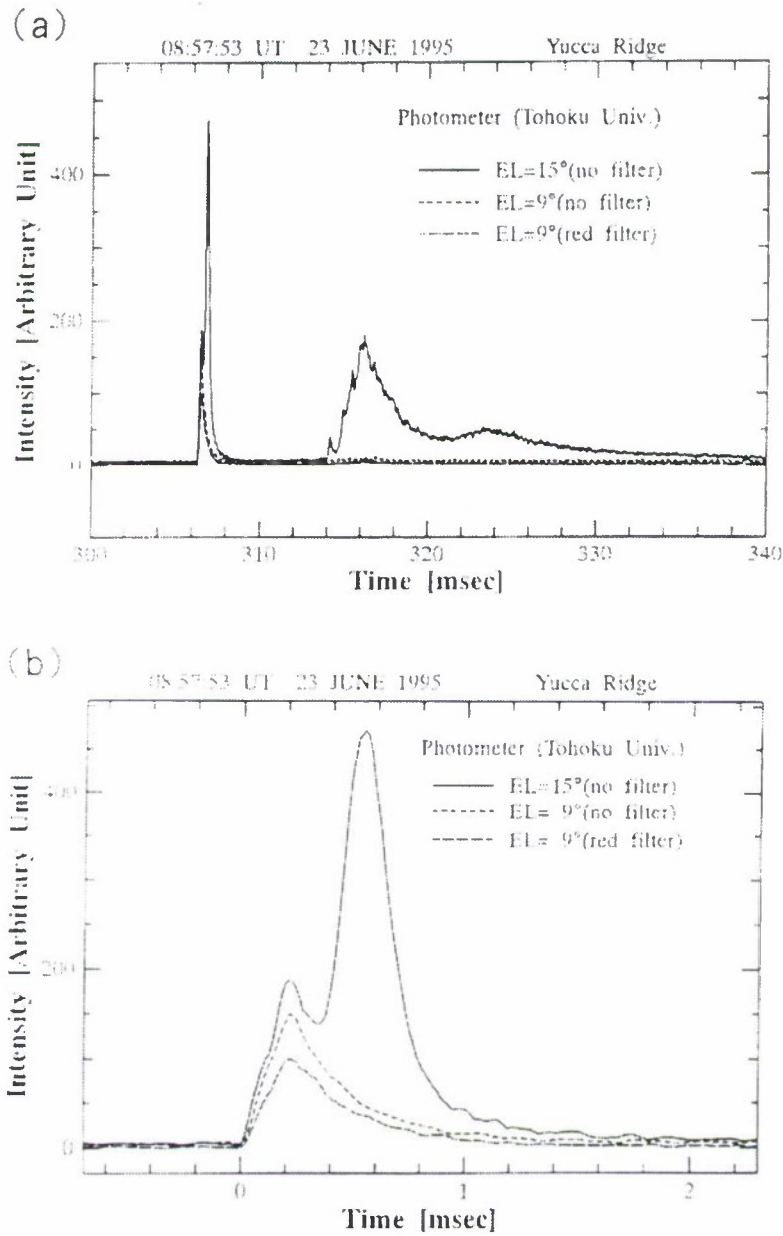 (a)
08:57:53 UT 23 JUNE 1995 Yucca Ridge
Photometer (Tohoku Univ.)
EL=15°(no filter)
EL=9°(no filter)
EL=9°(red filter)
Intensity [Arbitrary Unit]
400
200
0
300 310 320 330 340
Time [msec]
(b)
08:57:53 UT 23 JUNE 1995 Yucca Ridge
Photometer (Tohoku Univ.)
EL=15°(no filter)
EL= 9°(no filter)
EL= 9°(red filter)
Intensity [Arbitrary Unit]
400
200
0
0 1 2
Time [msec]